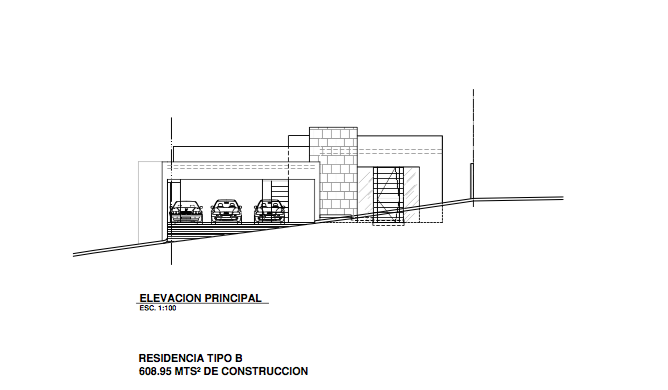 ELEVACION PRINCIPAL
ESC. 1:100
RESIDENCIA TIPO B
608.95 MTS² DE CONSTRUCCION